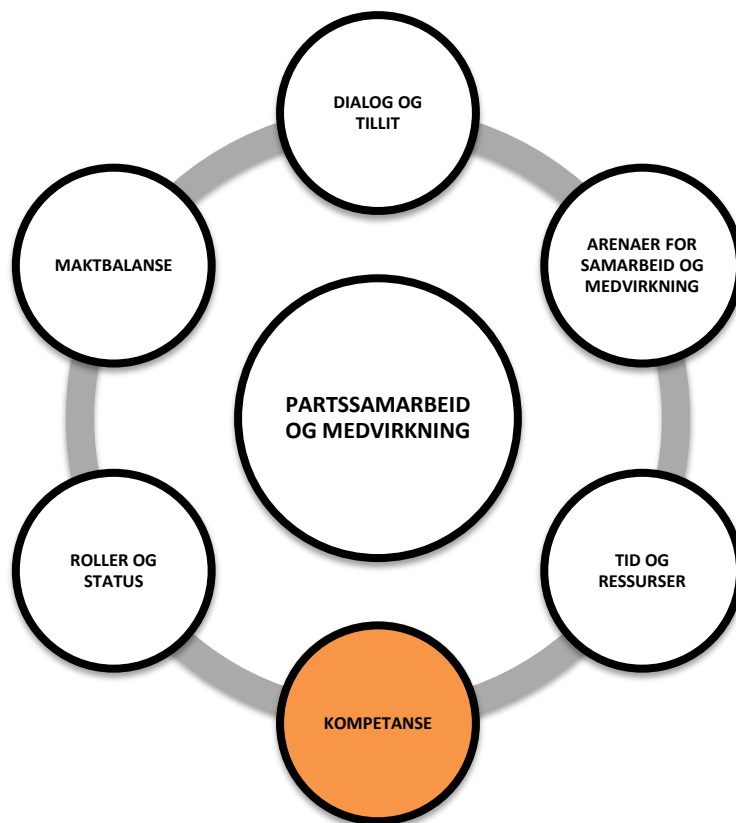 DIALOG OG
TILLIT
ARENAER FOR
SAMARBEID OG
MEDVIRKNING
MAKTBALANSE
PARTSSAMARBEID
OG MEDVIRKNING
ROLLER OG
STATUS
TID OG
RESSURSER
KOMPETANSE